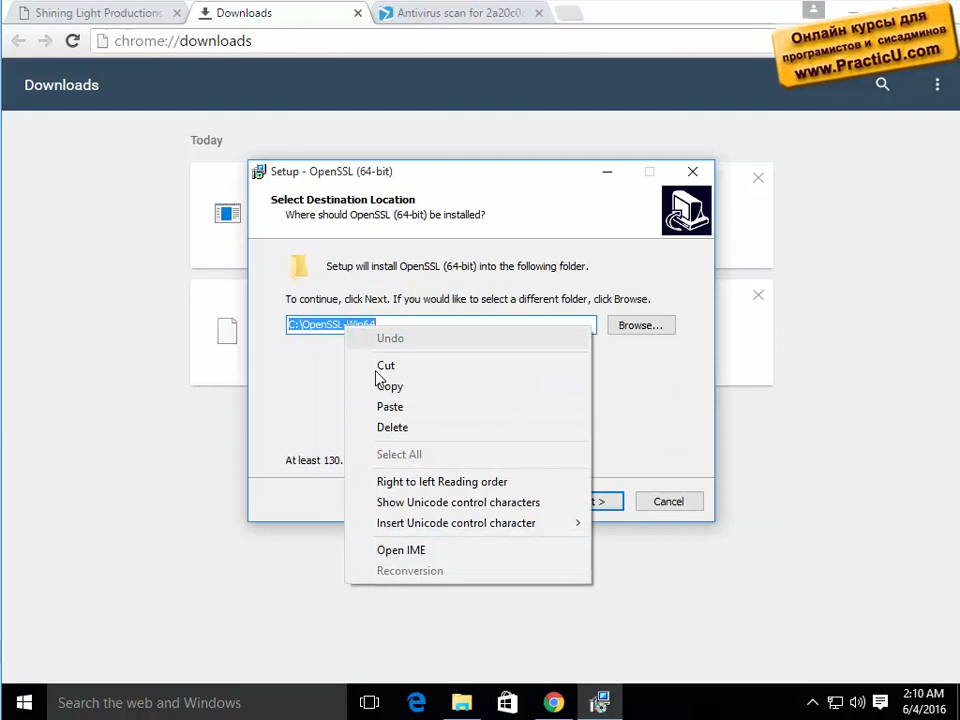 Shining Light Productions
Downloads
Antivirus scan for 2a20c0
chrome://downloads
Онлайн курсы для
програмистов и сисадминов
www.PracticU.com
Downloads
Today
Setup - OpenSSL (64-bit)
Select Destination Location
Where should OpenSSL (64-bit) be installed?
Setup will install OpenSSL (64-bit) into the following folder.
To continue, click Next. If you would like to select a different folder, click Browse.
C:\OpenSSL-Win64
Browse...
Undo
Cut
Copy
Paste
Delete
Select All
At least 130.
Right to left Reading order
Show Unicode control characters
t >
Cancel
Insert Unicode control character
Open IME
Reconversion
Search the web and Windows
2:10 AM
6/4/2016